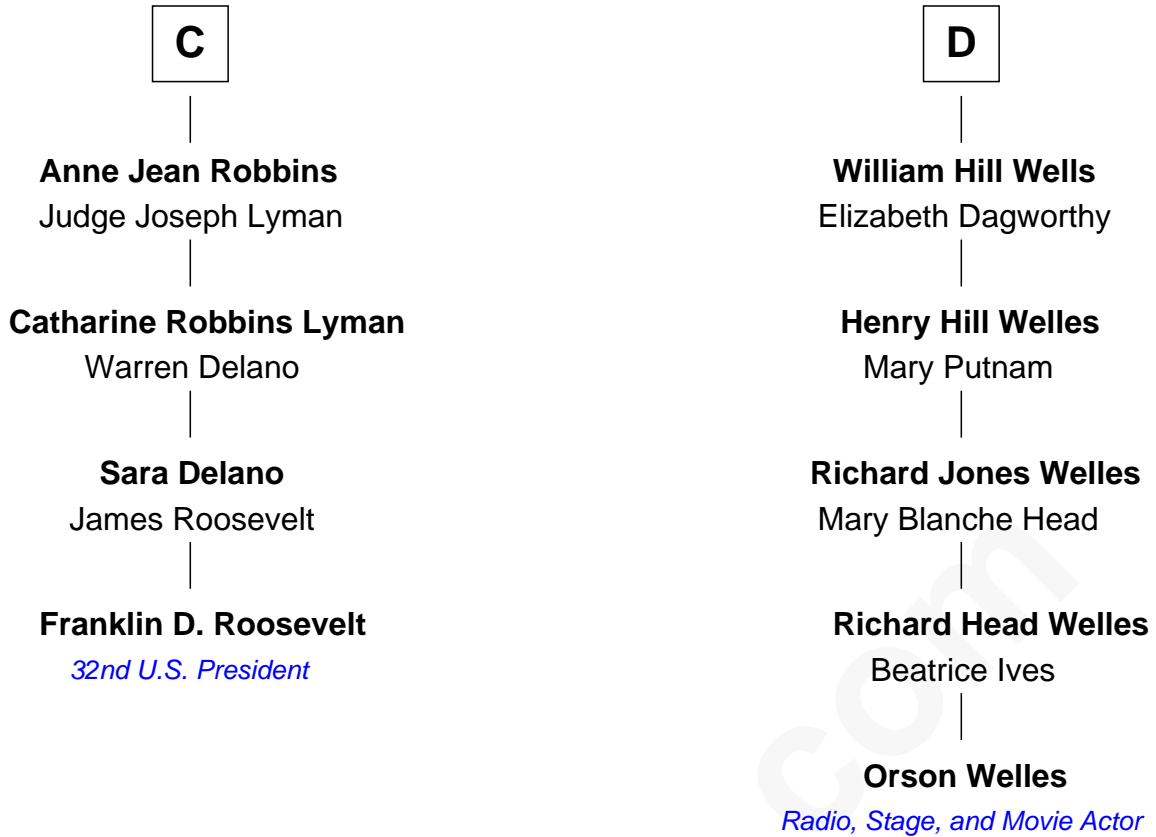 C
Anne Jean Robbins
Judge Joseph Lyman
Catharine Robbins Lyman
Warren Delano
Sara Delano
James Roosevelt
Franklin D. Roosevelt
32nd U.S. President
D
William Hill Wells
Elizabeth Dagworthy
Henry Hill Welles
Mary Putnam
Richard Jones Welles
Mary Blanche Head
Richard Head Welles
Beatrice Ives
Orson Welles
Radio, Stage, and Movie Actor
com